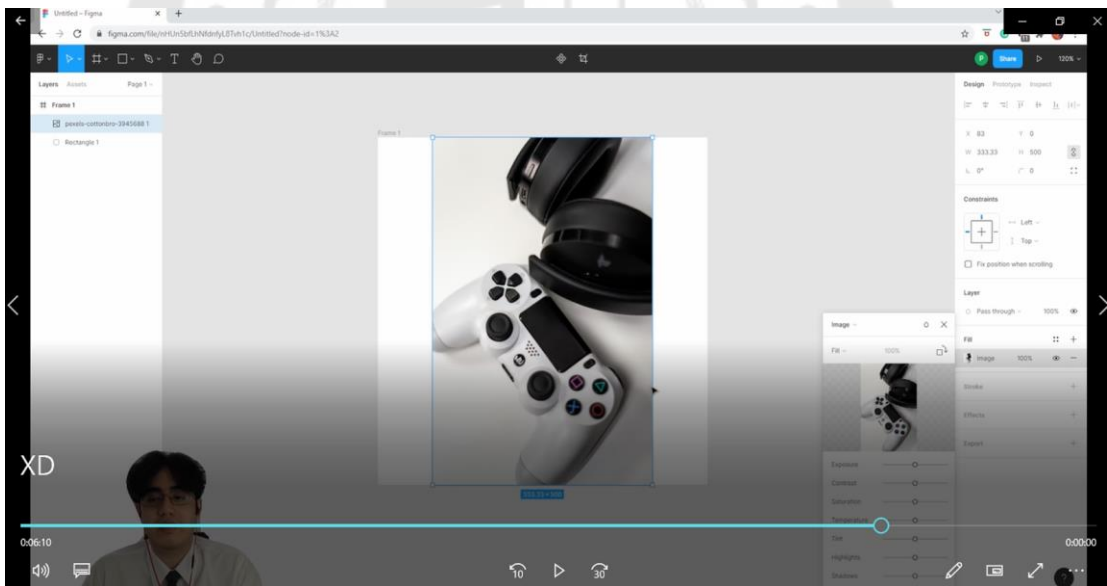 Untitled – Figma
figma.com/file/nHUn5bfLhNfdnfyL8Tvh1c/Untitled?node-id=1%3A2
Share
120%
Layers Assets Page 1
Design Prototype Inspect
Frame 1
pexels-cottonbro-3945688 1
Rectangle 1
Frame 1
X 83 Y 0
W 333.33 H 500
0° 0
Constraints
Left
Top
Fix position when scrolling
Layer
Pass through 100%
Fill
Image 100%
Stroke
Effects
Export
Image
Fill 100%
Exposure
Contrast
Saturation
Temperature
Tint
Highlights
Shadows
333.33 × 500
XD
0:06:10
0:00:00
10
30